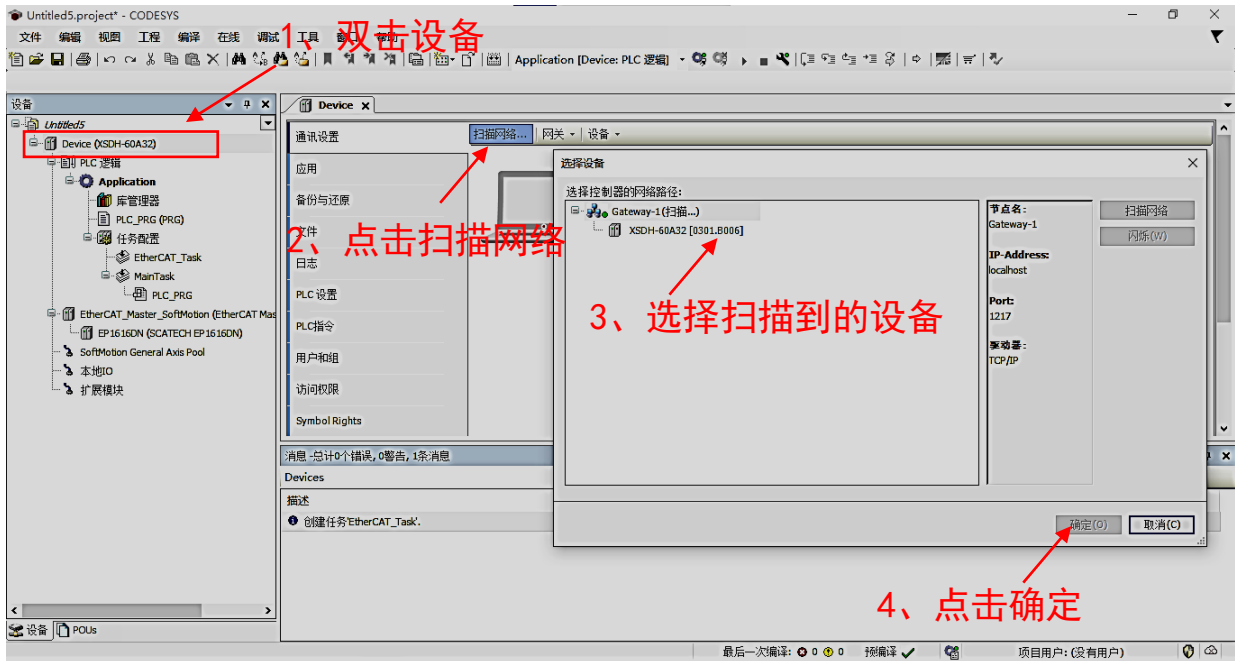 Untitled5.project* - CODESYS
文件 编辑 视图 工程 编译 在线 调试 工具 窗口 帮助
1、双击设备
Application [Device: PLC 逻辑]
设备
Untitled5
Device (XSDH-60A32)
PLC 逻辑
Application
库管理器
PLC_PRG (PRG)
任务配置
EtherCAT_Task
MainTask
PLC_PRG
EtherCAT_Master_SoftMotion (EtherCAT Mas
EP1616DN (SCATECH EP1616DN)
SoftMotion General Axis Pool
本地IO
扩展模块
设备 POUs
Device
通讯设置
应用
备份与还原
文件
日志
PLC 设置
PLC指令
用户和组
访问权限
Symbol Rights
扫描网络... 网关 设备
2、点击扫描网络
选择设备
选择控制器的网络路径:
Gateway-1(扫描...)
XSDH-60A32 [0301.B006]
3、选择扫描到的设备
节点名:
Gateway-1
IP-Address:
localhost
Port:
1217
驱动器:
TCP/IP
扫描网络
闪烁(W)
确定(O) 取消(C)
4、点击确定
消息 -总计0个错误, 0警告, 1条消息
Devices
描述
创建任务'EtherCAT_Task'.
最后一次编译: 0 0 预编译 项目用户: (没有用户)